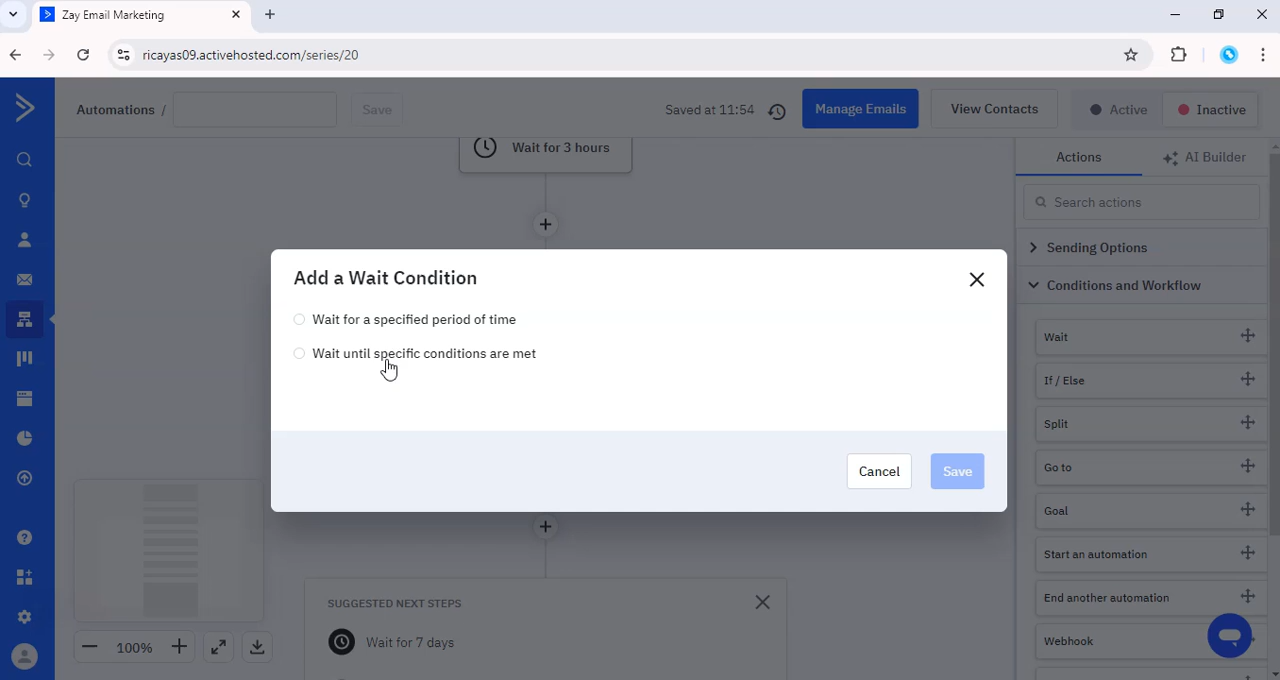 Zay Email Marketing
ricayas09.activehosted.com/series/20
Automations /
Save
Saved at 11:54
Manage Emails
View Contacts
Active
Inactive
Wait for 3 hours
Actions
AI Builder
Search actions
Sending Options
Conditions and Workflow
Wait
If / Else
Split
Go to
Goal
Start an automation
End another automation
Webhook
Add a Wait Condition
Wait for a specified period of time
Wait until specific conditions are met
Cancel
Save
SUGGESTED NEXT STEPS
Wait for 7 days
100%